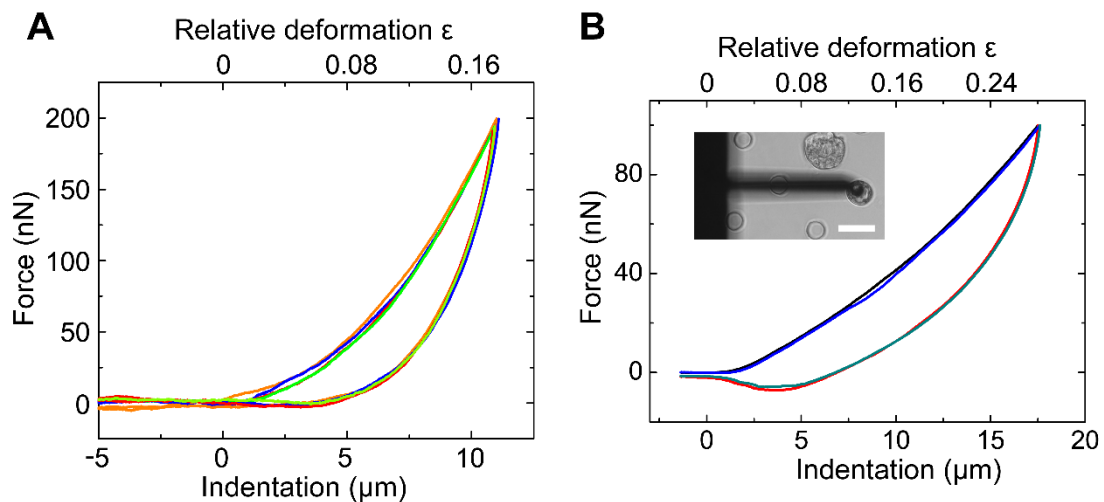 A
Relative deformation ε
0 0.08 0.16
Force (nN)
200
150
100
50
0
-5 0 5 10
Indentation (µm)
B
Relative deformation ε
0 0.08 0.16 0.24
Force (nN)
80
40
0
0 5 10 15 20
Indentation (µm)